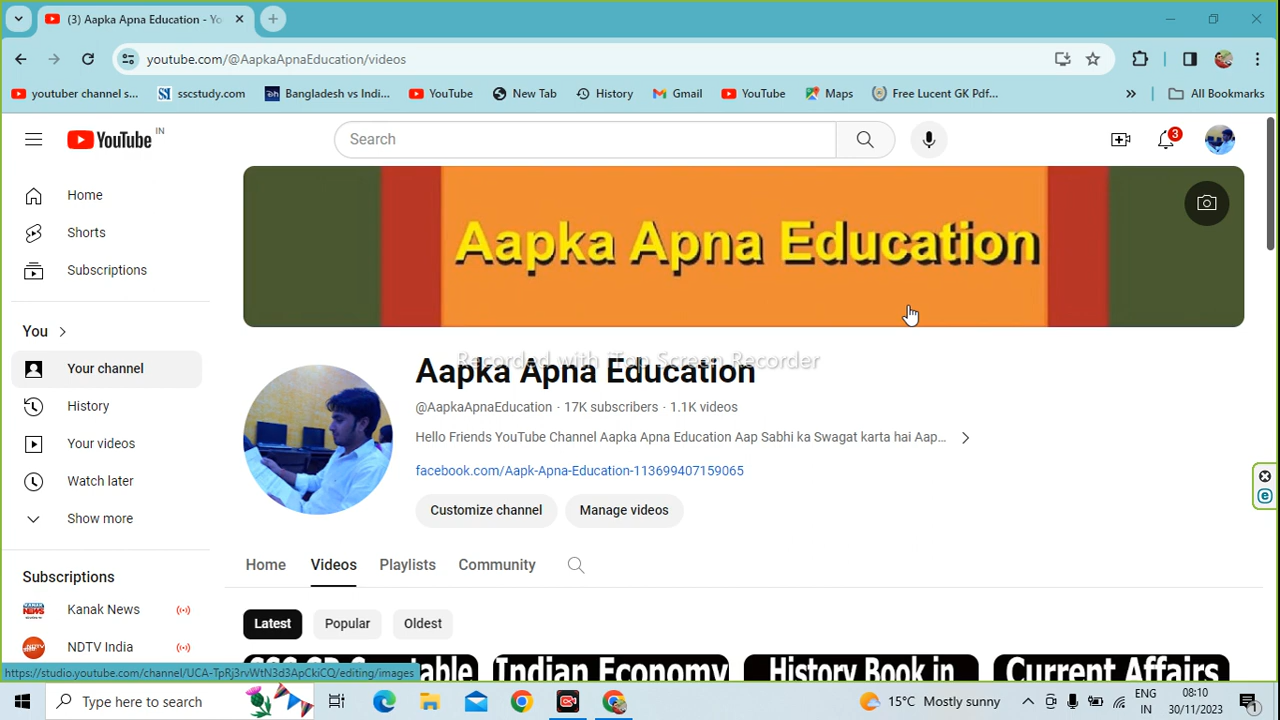 (3) Aapka Apna Education - Yo
youtube.com/@AapkaApnaEducation/videos
youtuber channel s...
sscstudy.com
Bangladesh vs Indi...
YouTube
New Tab
History
Gmail
YouTube
Maps
Free Lucent GK Pdf...
»
All Bookmarks
YouTube IN
Search
3
Home
Shorts
Subscriptions
You
Your channel
History
Your videos
Watch later
Show more
Subscriptions
Kanak News
NDTV India
Aapka Apna Education
Recorded with iTop Screen Recorder
Aapka Apna Education
@AapkaApnaEducation · 17K subscribers · 1.1K videos
Hello Friends YouTube Channel Aapka Apna Education Aap Sabhi ka Swagat karta hai Aap...
facebook.com/Aapk-Apna-Education-113699407159065
Customize channel
Manage videos
Home
Videos
Playlists
Community
Latest
Popular
Oldest
SSC GD Constable
Indian Economy
History Book in
Current Affairs
https://studio.youtube.com/channel/UCA-TpRj3rvWtN3d3ApCkiCQ/editing/images
Type here to search
15°C Mostly sunny
ENG
IN
08:10
30/11/2023
1